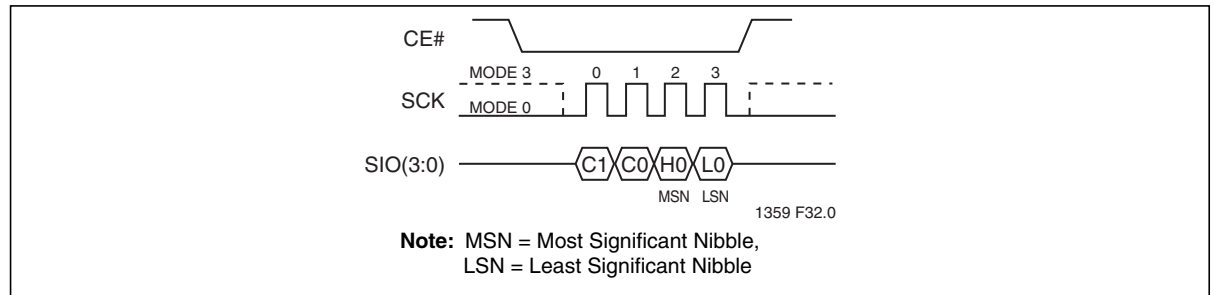 CE#
MODE 3 0 1 2 3
SCK MODE 0
SIO(3:0) C1 C0 H0 L0
MSN LSN
1359 F32.0
Note: MSN = Most Significant Nibble,
LSN = Least Significant Nibble